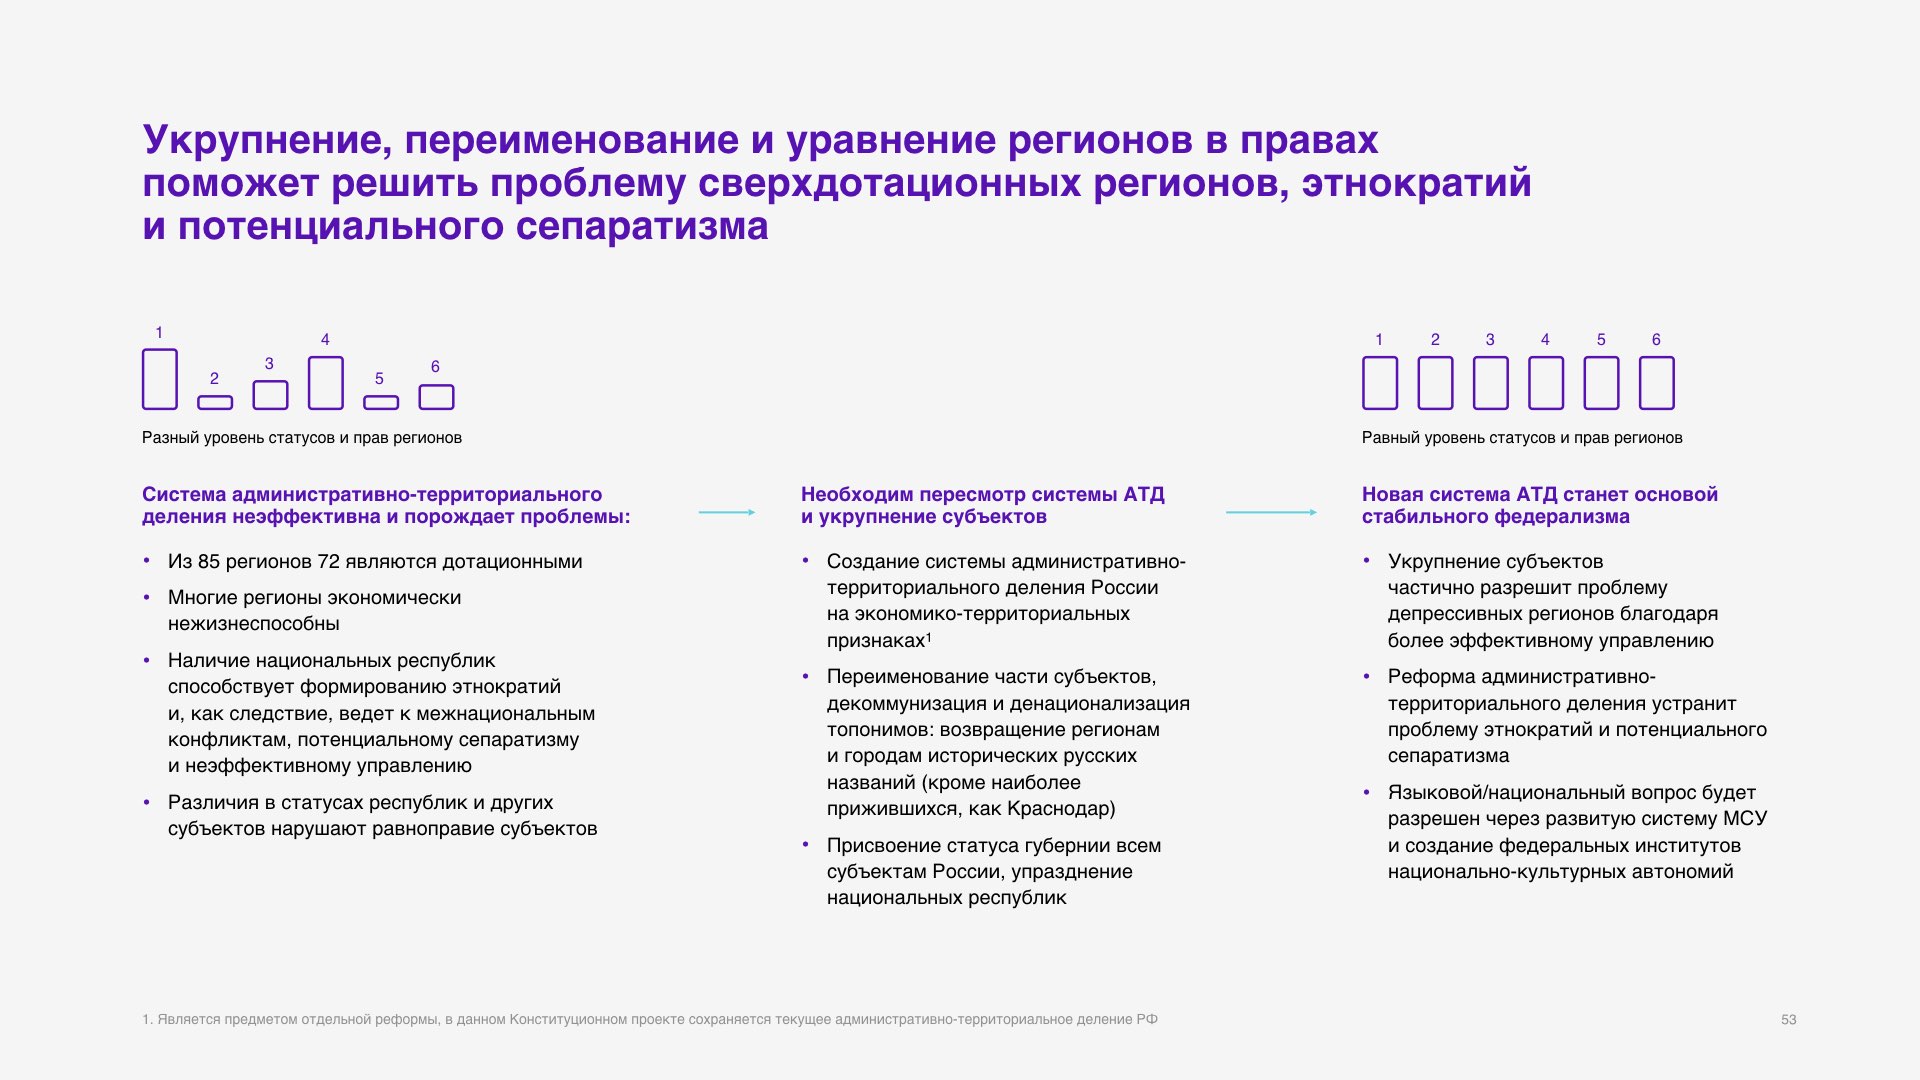 Укрупнение, переименование и уравнение регионов в правах
поможет решить проблему сверхдотационных регионов, этнократий
и потенциального сепаратизма
1
2
3
4
5
6
Разный уровень статусов и прав регионов
1
2
3
4
5
6
Равный уровень статусов и прав регионов
Система административно-территориального
деления неэффективна и порождает проблемы:
• Из 85 регионов 72 являются дотационными
• Многие регионы экономически
нежизнеспособны
• Наличие национальных республик
способствует формированию этнократий
и, как следствие, ведет к межнациональным
конфликтам, потенциальному сепаратизму
и неэффективному управлению
• Различия в статусах республик и других
субъектов нарушают равноправие субъектов
Необходим пересмотр системы АТД
и укрупнение субъектов
• Создание системы административно-
территориального деления России
на экономико-территориальных
признаках¹
• Переименование части субъектов,
декоммунизация и денационализация
топонимов: возвращение регионам
и городам исторических русских
названий (кроме наиболее
прижившихся, как Краснодар)
• Присвоение статуса губернии всем
субъектам России, упразднение
национальных республик
Новая система АТД станет основой
стабильного федерализма
• Укрупнение субъектов
частично разрешит проблему
депрессивных регионов благодаря
более эффективному управлению
• Реформа административно-
территориального деления устранит
проблему этнократий и потенциального
сепаратизма
• Языковой/национальный вопрос будет
разрешен через развитую систему МСУ
и создание федеральных институтов
национально-культурных автономий
1. Является предметом отдельной реформы, в данном Конституционном проекте сохраняется текущее административно-территориальное деление РФ
53